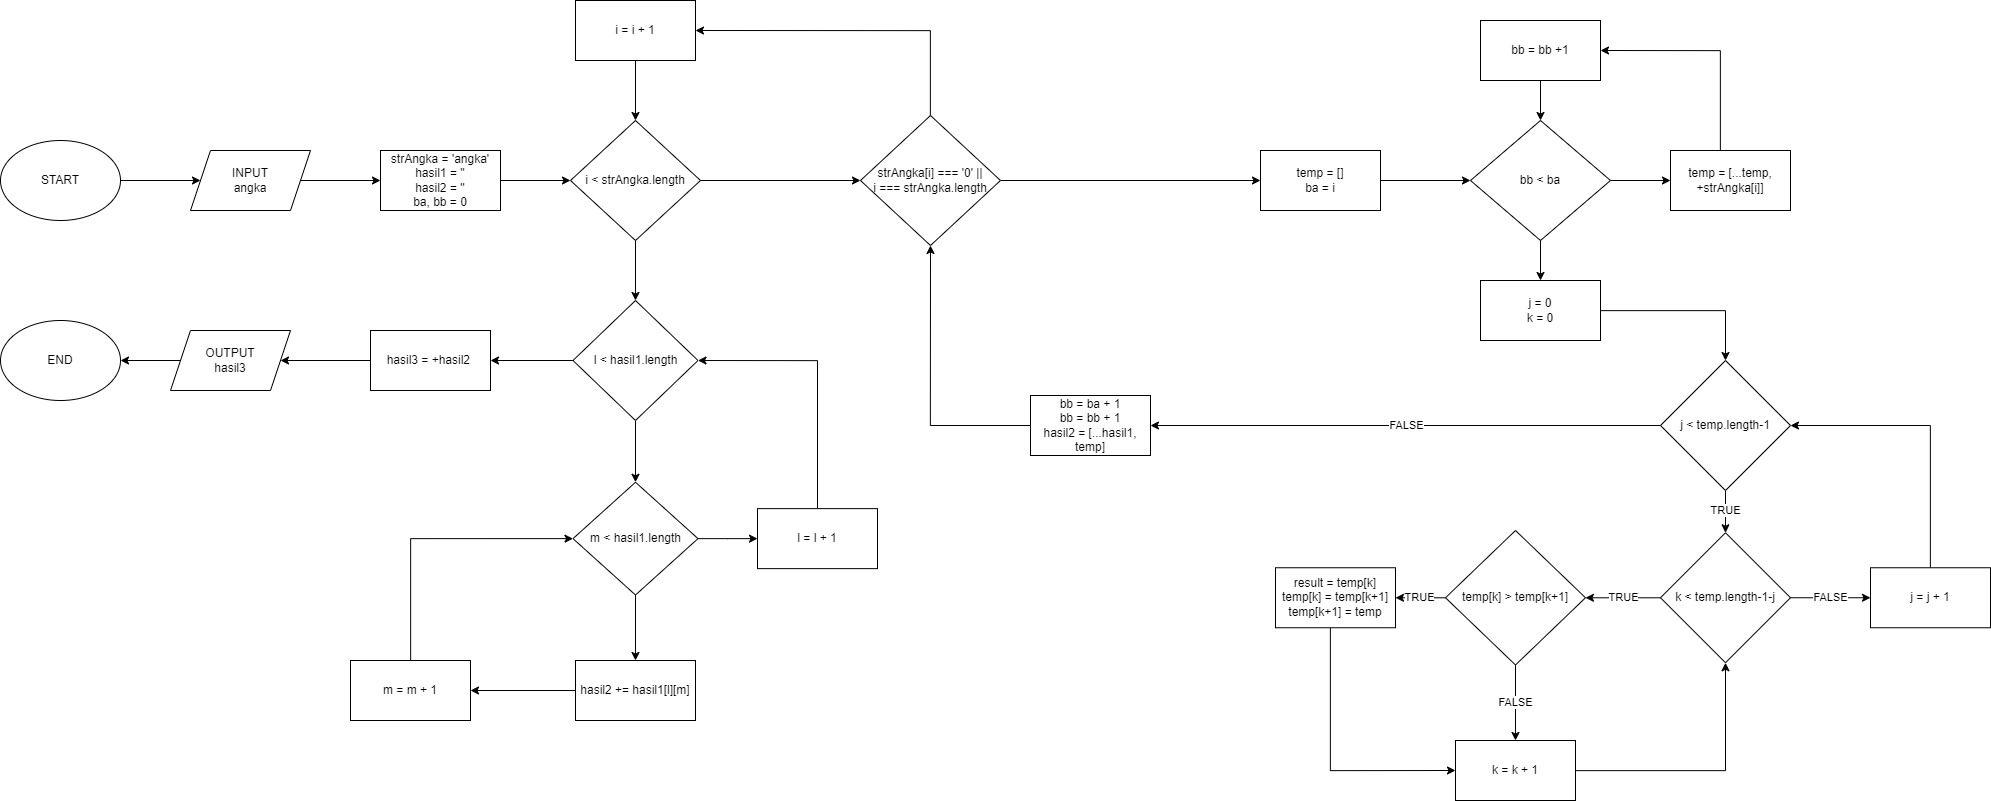 i = i + 1
bb = bb +1
START
INPUT
angka
strAngka = 'angka'
hasil1 = ''
hasil2 = ''
ba, bb = 0
i < strAngka.length
strAngka[i] === '0' ||
i === strAngka.length
temp = []
ba = i
bb < ba
temp = [...temp,
+strAngka[i]]
j = 0
k = 0
END
OUTPUT
hasil3
hasil3 = +hasil2
l < hasil1.length
bb = ba + 1
bb = bb + 1
hasil2 = [...hasil1,
temp]
FALSE
j < temp.length-1
TRUE
m < hasil1.length
l = l + 1
result = temp[k]
temp[k] = temp[k+1]
temp[k+1] = temp
TRUE
temp[k] > temp[k+1]
TRUE
k < temp.length-1-j
FALSE
j = j + 1
m = m + 1
hasil2 += hasil1[l][m]
FALSE
k = k + 1